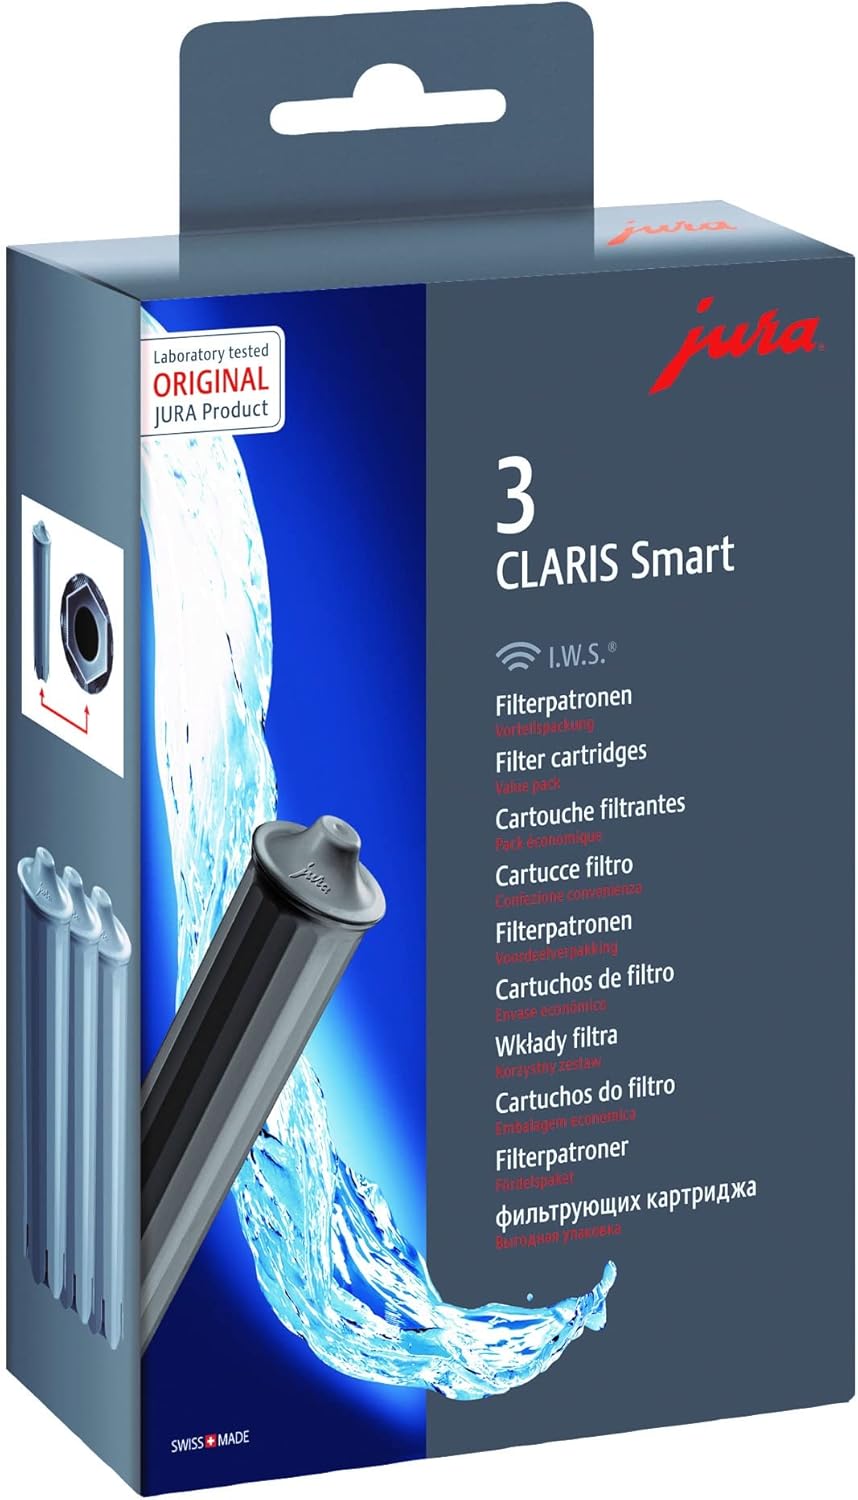 jura
Laboratory tested
ORIGINAL
JURA Product
jura
3
CLARIS Smart
I.W.S.®
Filterpatronen
Vorteilspackung
Filter cartridges
Value pack
Cartouche filtrantes
Pack économique
Cartucce filtro
Confezione convenienza
Filterpatronen
Voordeelverpakking
Cartuchos de filtro
Envase económico
Wkłady filtra
Korzystny zestaw
Cartuchos do filtro
Embalagem económica
Filterpatroner
Fördelspaket
фильтрующих картриджа
Выгодная упаковка
jura
jura
SWISS MADE